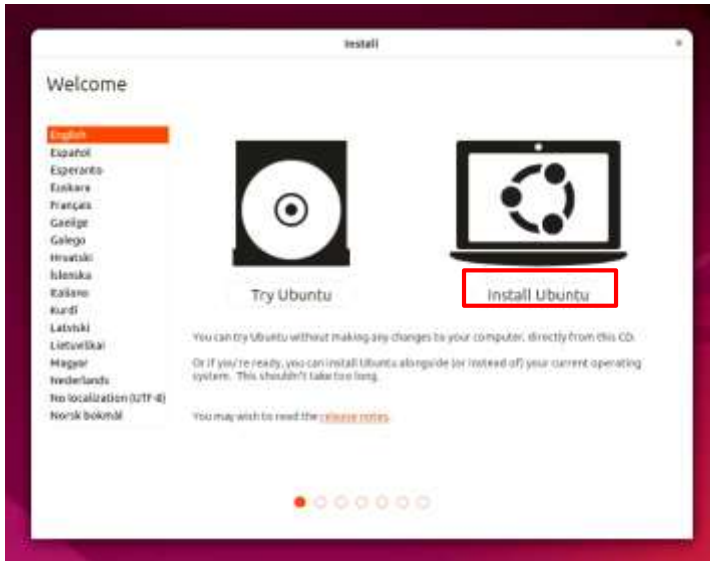 Install
Welcome
English
Español
Esperanto
Euskara
Français
Gaeilge
Galego
Hrvatski
Íslenska
Italiano
Kurdî
Latviski
Lietuviškai
Magyar
Nederlands
No localization (UTF-8)
Norsk bokmål
Try Ubuntu
Install Ubuntu
You can try Ubuntu without making any changes to your computer, directly from this CD.
Or if you're ready, you can install Ubuntu alongside (or instead of) your current operating
system. This shouldn't take too long.
You may wish to read the release notes.